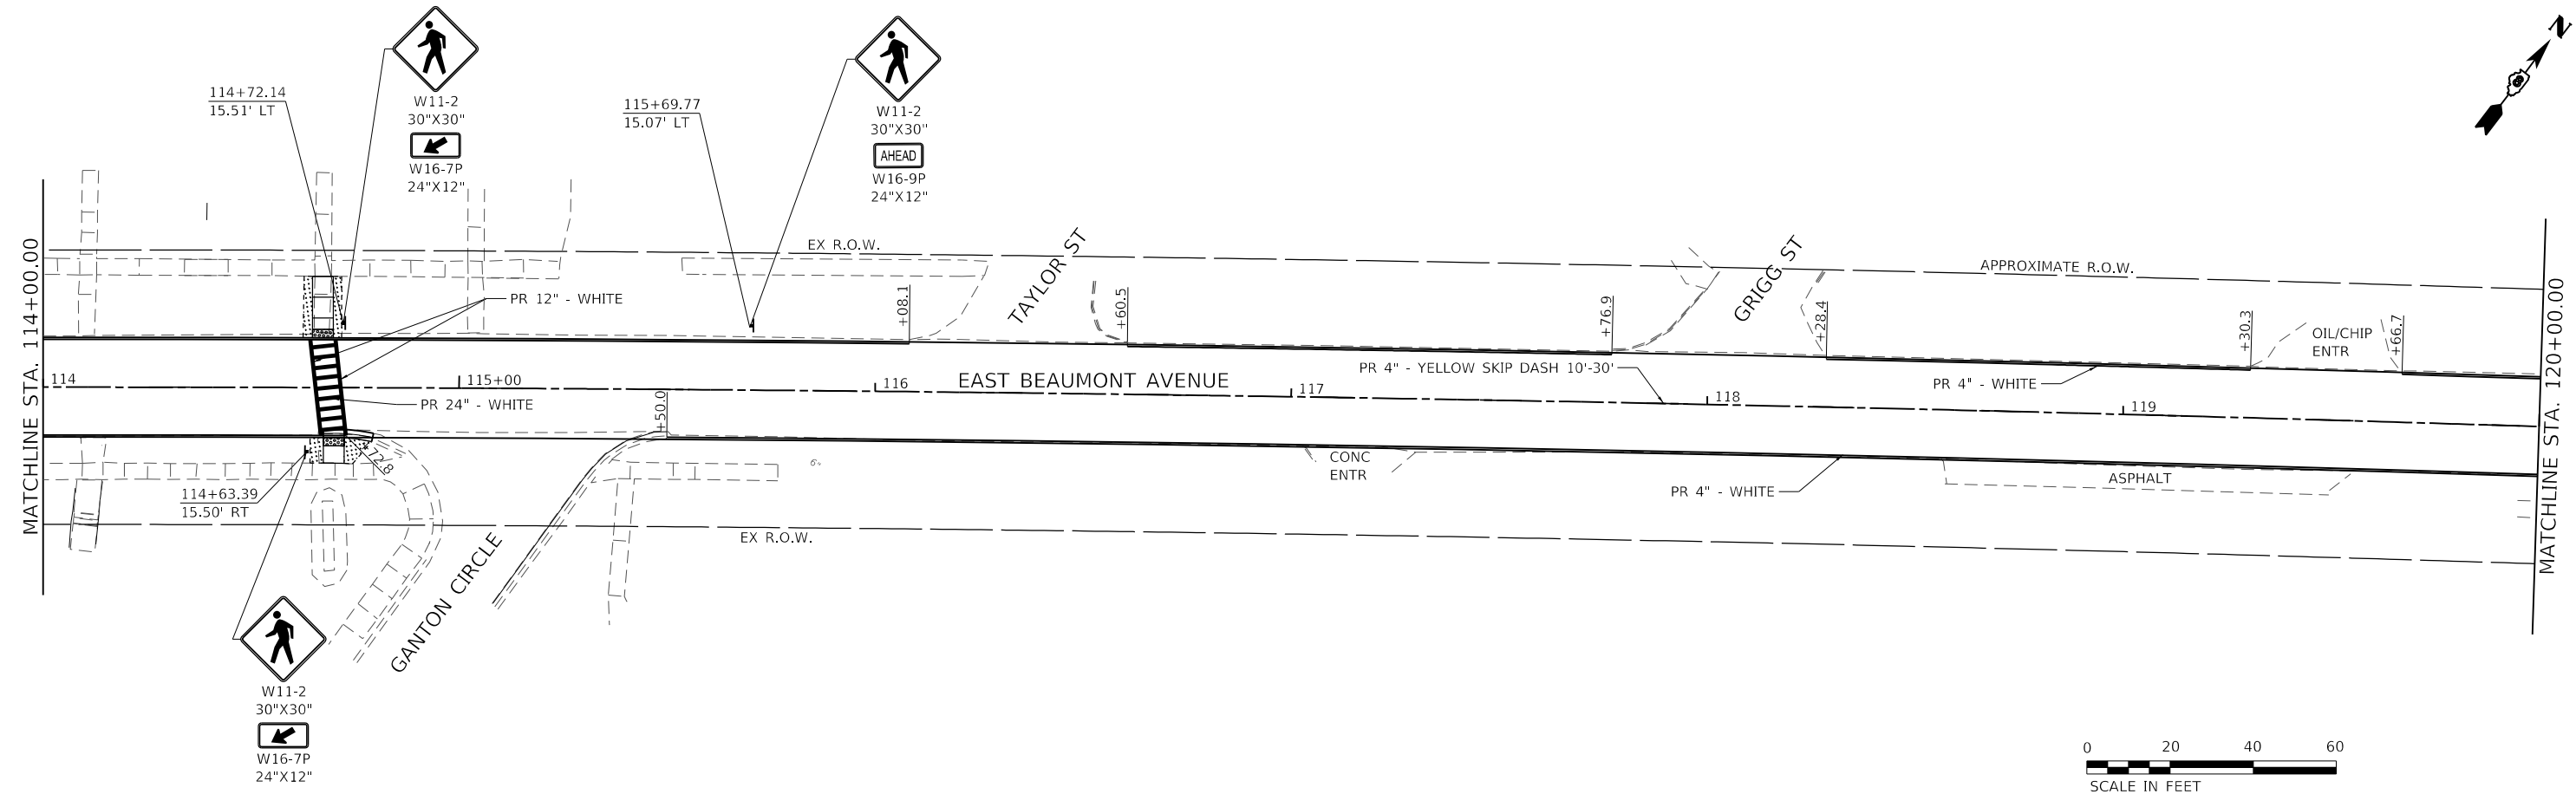 N
114+72.14
15.51' LT
W11-2
30"X30"
W16-7P
24"X12"
115+69.77
15.07' LT
W11-2
30"X30"
AHEAD
W16-9P
24"X12"
MATCHLINE STA. 114+00.00
EX R.O.W.
TAYLOR ST
GRIGG ST
APPROXIMATE R.O.W.
PR 12" - WHITE
+08.1
+60.5
+76.9
+28.4
+30.3
OIL/CHIP
ENTR
+66.7
MATCHLINE STA. 120+00.00
114
115+00
116
EAST BEAUMONT AVENUE
117
PR 4" - YELLOW SKIP DASH 10'-30'
118
PR 4" - WHITE
119
PR 24" - WHITE
+50.0
+72.8
CONC
ENTR
PR 4" - WHITE
ASPHALT
114+63.39
15.50' RT
EX R.O.W.
GANTON CIRCLE
W11-2
30"X30"
W16-7P
24"X12"
0 20 40 60
SCALE IN FEET